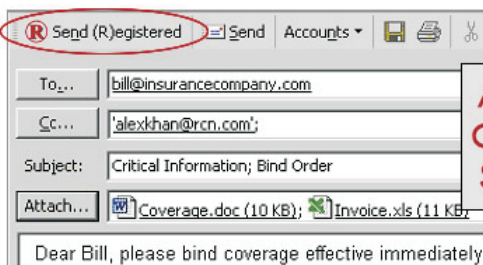 ® Send (R)egistered Send Accounts
To... bill@insurancecompany.com
Cc... 'alexkhan@rcn.com';
Subject: Critical Information; Bind Order
Attach... Coverage.doc (10 KB); Invoice.xls (11 KB)
Dear Bill, please bind coverage effective immediately